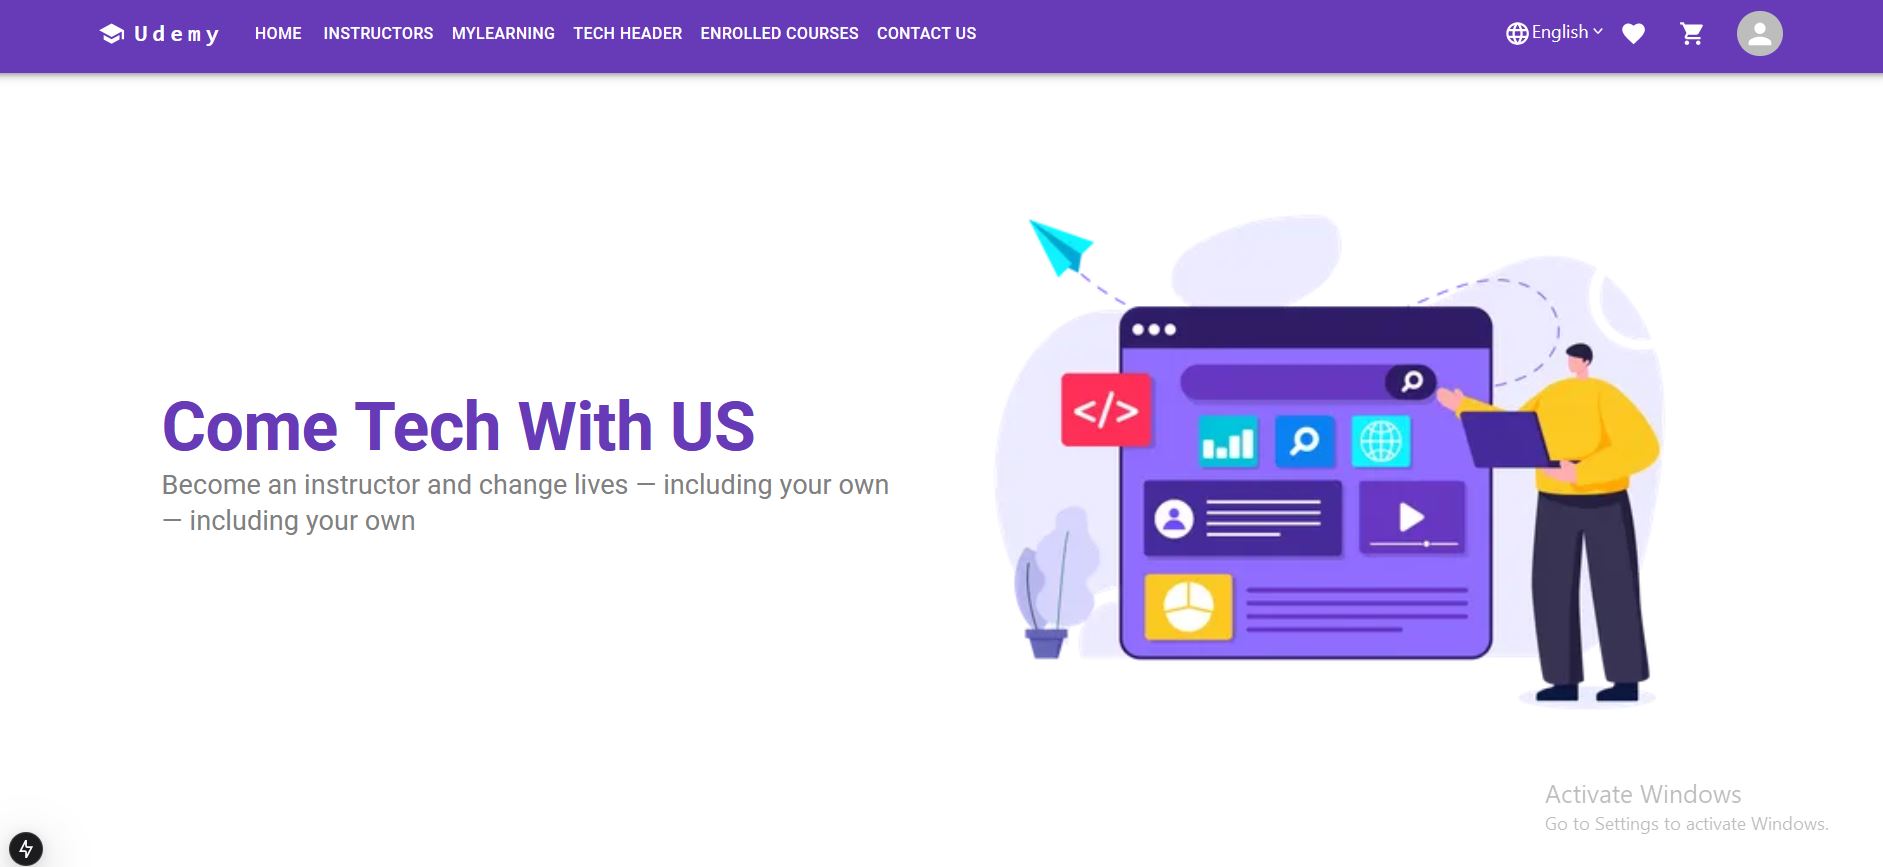 Udemy HOME INSTRUCTORS MYLEARNING TECH HEADER ENROLLED COURSES CONTACT US English
</>
Come Tech With US
Become an instructor and change lives — including your own
— including your own
Activate Windows
Go to Settings to activate Windows.